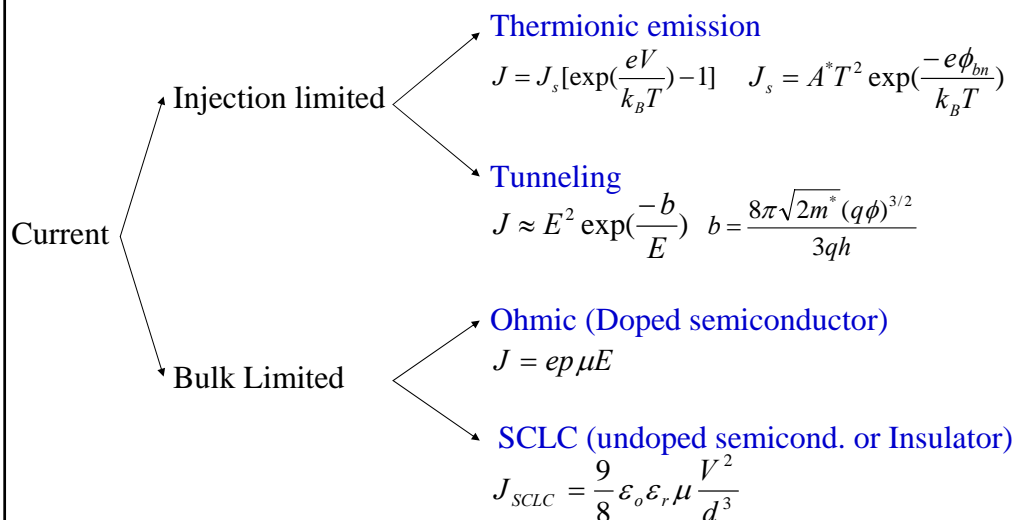 Thermionic emission
J = J_s[exp(eV/k_BT) −1] J_s = A^*T^2 exp(−eϕ_bn/k_BT)
Injection limited
Tunneling
J ≈ E^2 exp(−b/E) b = 8π√(2m^*) (qϕ)^3/2 / 3qh
Current
Ohmic (Doped semiconductor)
J = epμE
Bulk Limited
SCLC (undoped semicond. or Insulator)
J_SCLC = 9/8 ε_o ε_r μ V^2/d^3